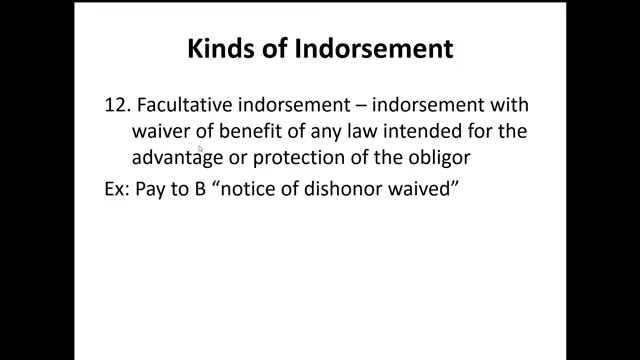 Kinds of Indorsement
12. Facultative indorsement – indorsement with
waiver of benefit of any law intended for the
advantage or protection of the obligor
Ex: Pay to B “notice of dishonor waived”